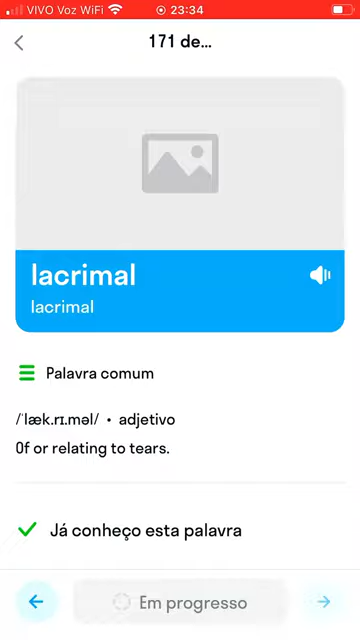 VIVO Voz WiFi 23:34
171 de...
lacrimal
lacrimal
Palavra comum
/ˈlæk.rɪ.məl/ • adjetivo
Of or relating to tears.
Já conheço esta palavra
Em progresso